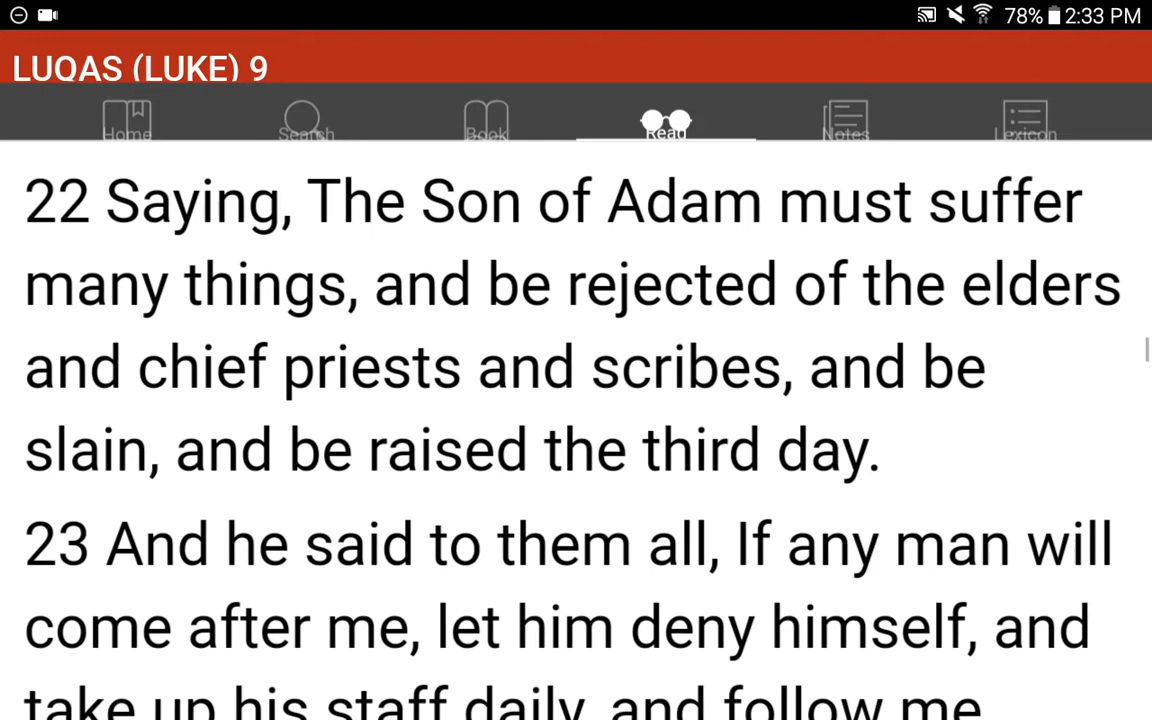 78% 2:33 PM
LUQAS (LUKE) 9
Home Search Book Read Notes Lexicon
22 Saying, The Son of Adam must suffer
many things, and be rejected of the elders
and chief priests and scribes, and be
slain, and be raised the third day.
23 And he said to them all, If any man will
come after me, let him deny himself, and
take up his staff daily, and follow me